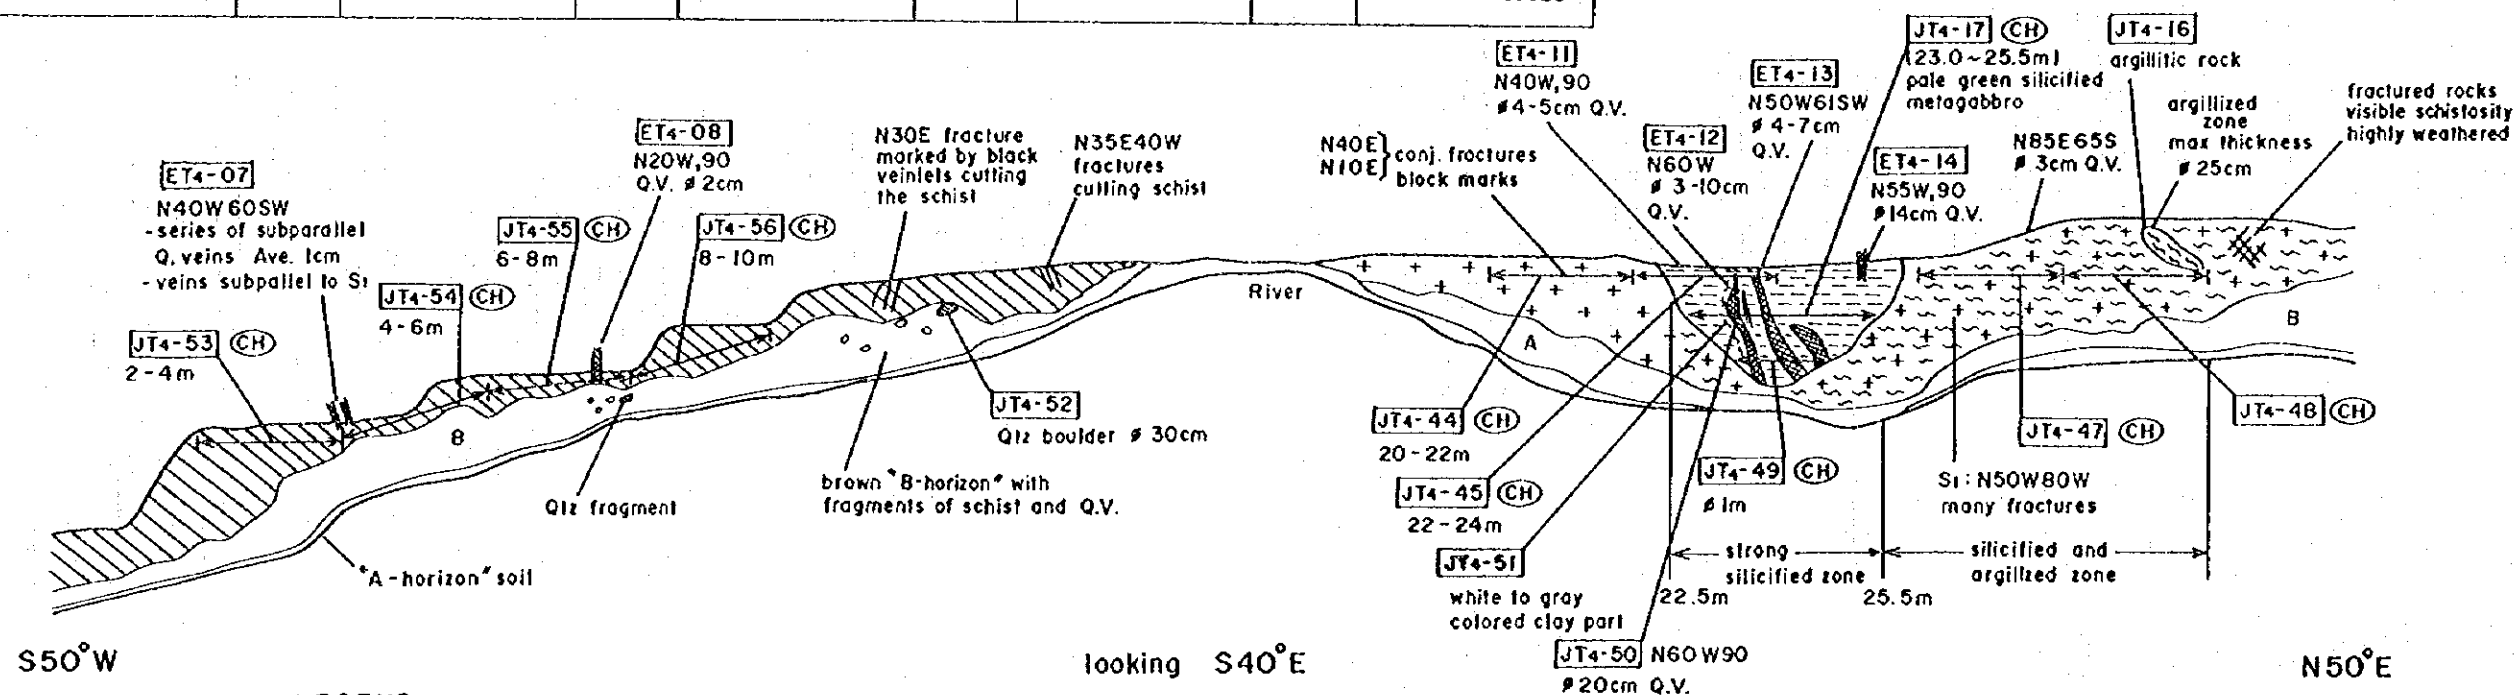 ET4-07
N40W 60SW
- series of subparallel
Q. veins Ave. 1cm
- veins subpallel to S1
JT4-53 CH
2-4m
JT4-54 CH
4-6m
JT4-55 CH
6-8m
ET4-08
N20W, 90
Q.V. ø 2cm
JT4-56 CH
8-10m
N30E fracture
marked by black
veinlets cutting
the schist
N35E40W
fractures
cutting schist
River
B
"A-horizon" soil
Qtz fragment
brown "B-horizon" with
fragments of schist and Q.V.
JT4-52
Qtz boulder ø 30cm
N40E
N10E
conj. fractures
block marks
ET4-11
N40W, 90
ø4-5cm Q.V.
ET4-12
N60W
ø 3-10cm
Q.V.
ET4-13
N50W61SW
ø 4-7cm
Q.V.
JT4-17 CH
(23.0~25.5m)
pale green silicified
metagabbro
ET4-14
N55W, 90
ø14cm Q.V.
N85E65S
ø 3cm Q.V.
JT4-16
argillitic rock
argillized
zone
max thickness
ø 25cm
fractured rocks
visible schistosity
highly weathered
A
B
JT4-44 CH
20-22m
JT4-45 CH
22-24m
JT4-51
white to gray
colored clay part
JT4-50 N60W90
ø20cm Q.V.
JT4-49 CH
ø 1m
JT4-47 CH
JT4-48 CH
S1: N50W80W
many fractures
strong
silicified zone
silicified and
argillized zone
22.5m
25.5m
S50°W
looking S40°E
N50°E